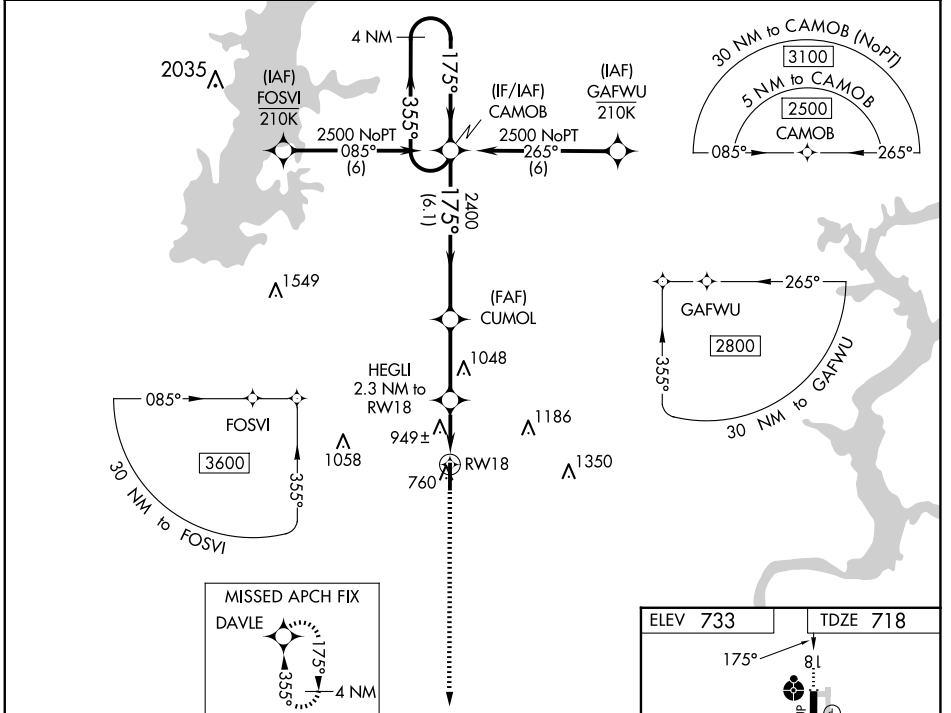 4 NM
175°
355°
2035
(IAF)
FOSVI
210K
2500 NoPT
085°
(6)
(IF/IAF)
CAMOB
(IAF)
GAFWU
210K
2500 NoPT
265°
(6)
30 NM to CAMOB (NoPT)
3100
5 NM to CAMOB
2500
CAMOB
085°
265°
2400
175°
(6.1)
1549
(FAF)
CUMOL
265°
GAFWU
2800
355°
30 NM to GAFWU
1048
HEGLI
2.3 NM to
RW18
085°
FOSVI
3600
355°
30 NM to FOSVI
1058
949±
1186
RW18
760
1350
MISSED APCH FIX
DAVLE
175°
355°
4 NM
ELEV 733
TDZE 718
175°
18
P